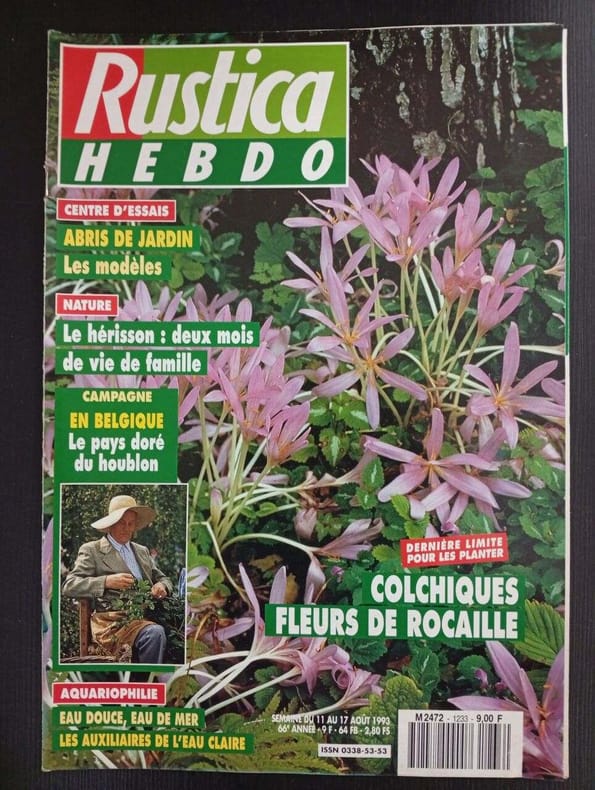 Rustica
HEBDO
CENTRE D'ESSAIS
ABRIS DE JARDIN
Les modèles
NATURE
Le hérisson : deux mois
de vie de famille
CAMPAGNE
EN BELGIQUE
Le pays doré
du houblon
DERNIÈRE LIMITE
POUR LES PLANTER
COLCHIQUES
FLEURS DE ROCAILLE
AQUARIOPHILIE
EAU DOUCE, EAU DE MER
LES AUXILIAIRES DE L'EAU CLAIRE
SEMAINE DU 11 AU 17 AOÛT 1993
66e ANNÉE - 9 F - 64 FB - 2,80 FS
ISSN 0338-53-53
M 2472 - 1233 - 9,00 F